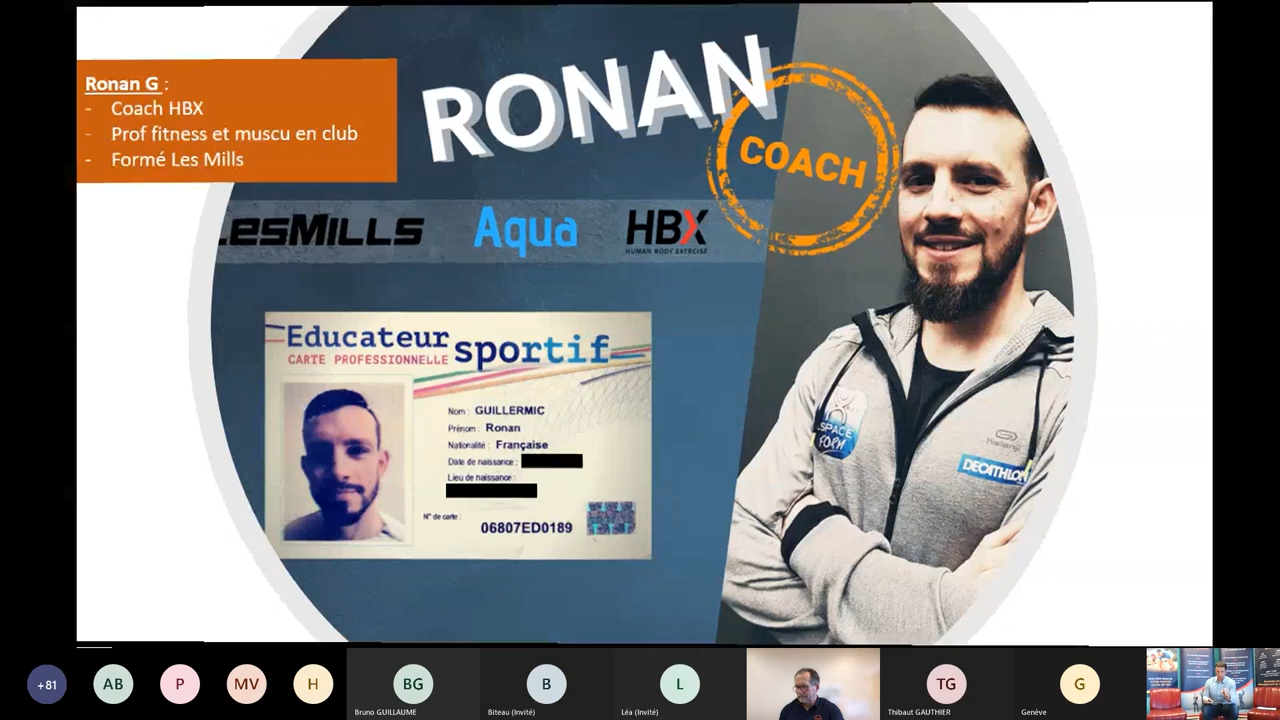 Ronan G :
- Coach HBX
- Prof fitness et muscu en club
- Formé Les Mills
RONAN
COACH
LESMILLS
Aqua
HBX
HUMAN BODY EXERCISE
Educateur
CARTE PROFESSIONNELLE
sportif
Nom : GUILLERMIC
Prénom : Ronan
Nationalité : Française
Date de naissance :
Lieu de naissance :
N° de carte :
06807ED0189
ESPACE
FORM
DECATHLON
+81
AB
P
MV
H
BG
Bruno GUILLAUME
B
Biteau (Invité)
L
Léa (Invité)
TG
Thibaut GAUTHIER
G
Genève